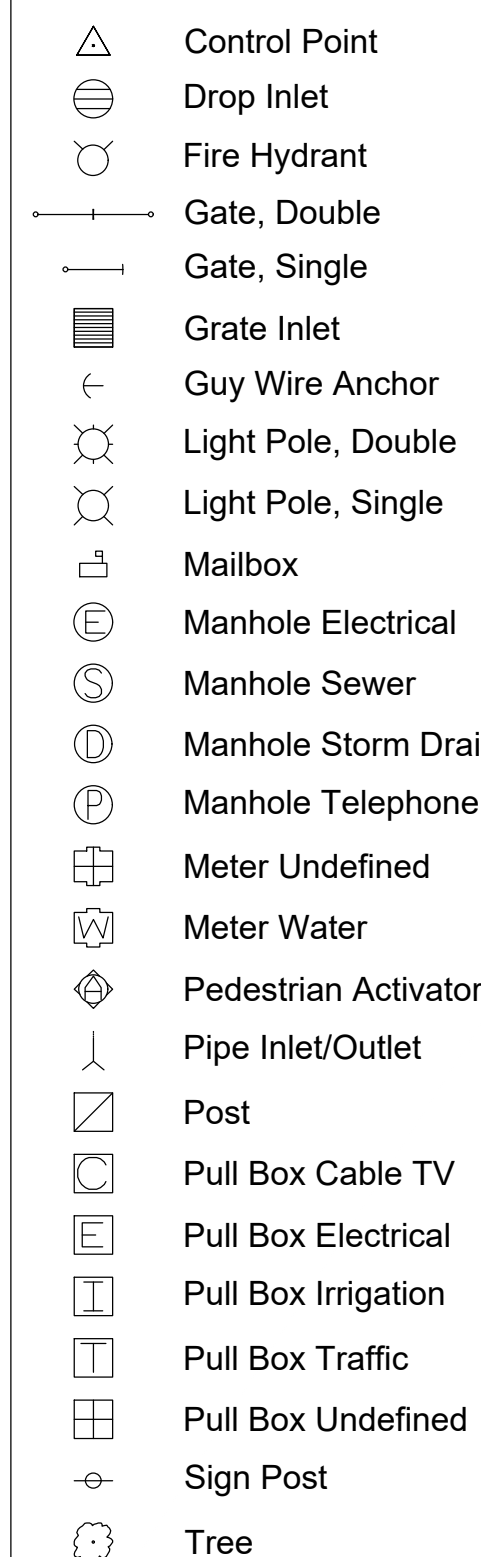 Control Point
Drop Inlet
Fire Hydrant
Gate, Double
Gate, Single
Grate Inlet
Guy Wire Anchor
Light Pole, Double
Light Pole, Single
Mailbox
E Manhole Electrical
S Manhole Sewer
D Manhole Storm Drai
P Manhole Telephone
Meter Undefined
W Meter Water
A Pedestrian Activator
Pipe Inlet/Outlet
Post
C Pull Box Cable TV
E Pull Box Electrical
I Pull Box Irrigation
T Pull Box Traffic
Pull Box Undefined
Sign Post
Tree